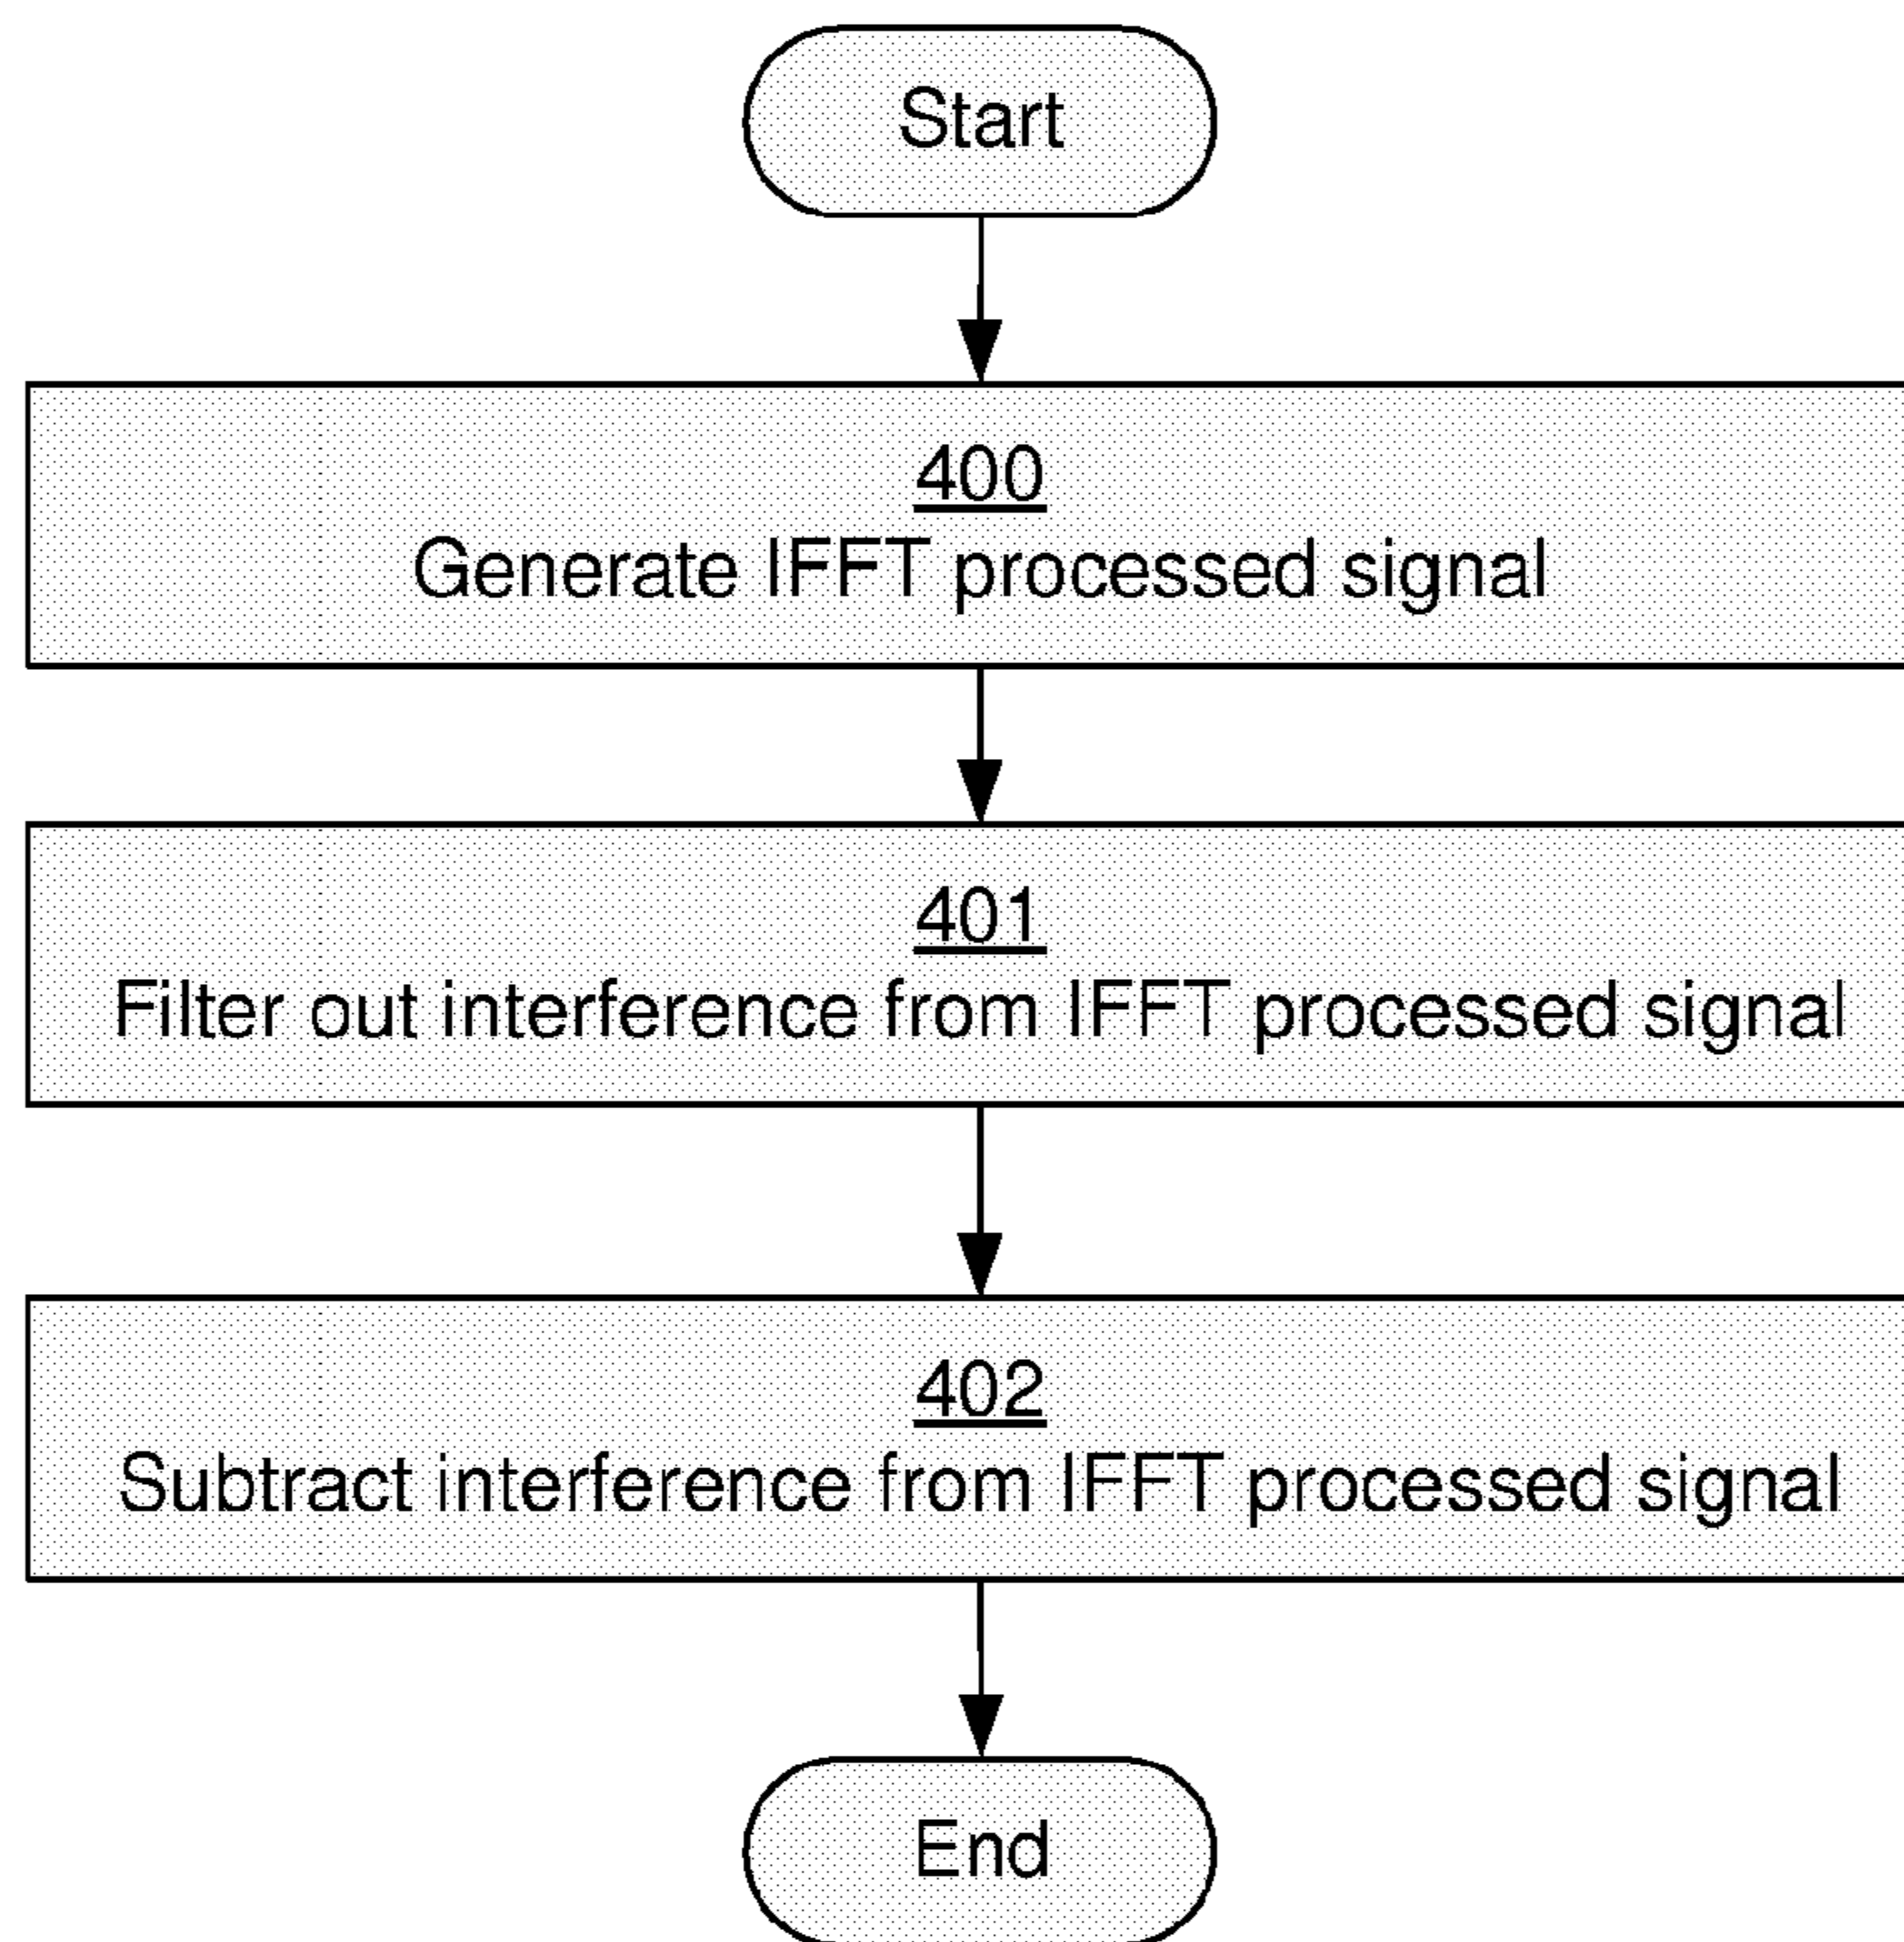 Start
400
Generate IFFT processed signal
401
Filter out interference from IFFT processed signal
402
Subtract interference from IFFT processed signal
End